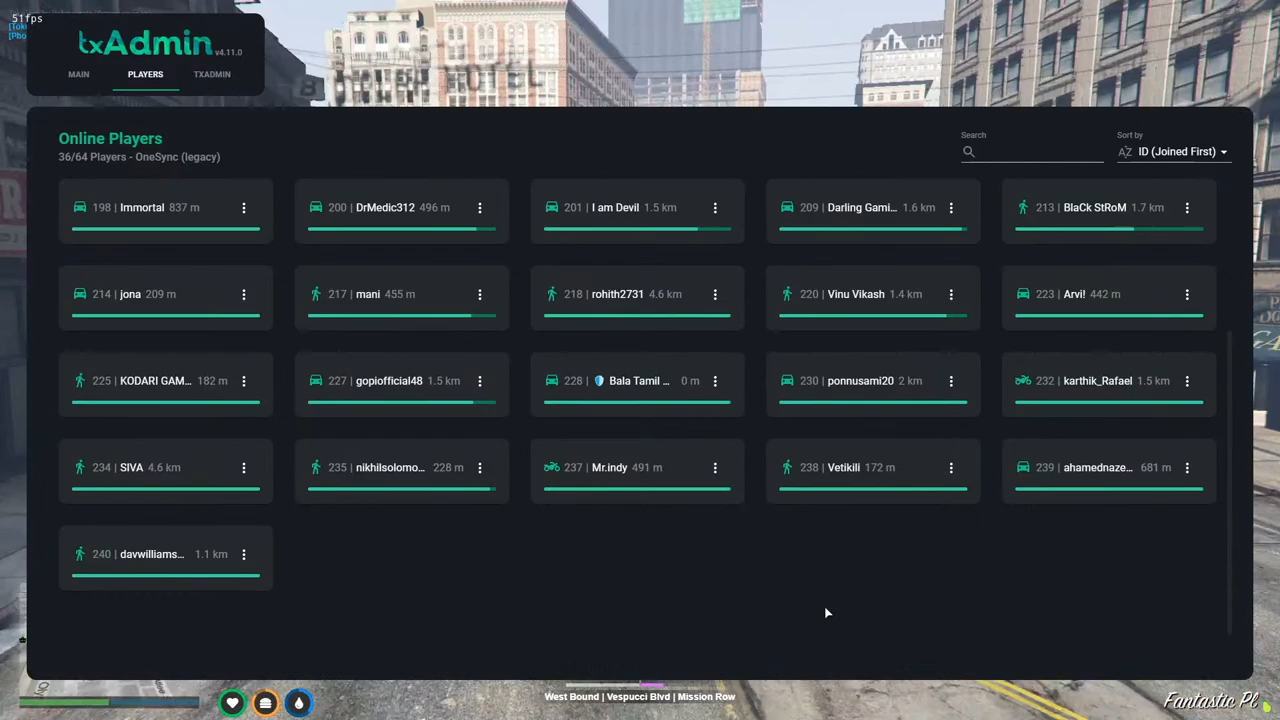 51fps
txAdmin v4.11.0
MAIN PLAYERS TXADMIN
Online Players
36/64 Players - OneSync (legacy)
Search
Sort by
ID (Joined First)
198 | Immortal 837 m
200 | DrMedic312 496 m
201 | I am Devil 1.5 km
209 | Darling Gami... 1.6 km
213 | BlaCk StRoM 1.7 km
214 | jona 209 m
217 | mani 455 m
218 | rohith2731 4.6 km
220 | Vinu Vikash 1.4 km
223 | Arvi! 442 m
225 | KODARI GAM... 182 m
227 | gopiofficial48 1.5 km
228 | Bala Tamil ... 0 m
230 | ponnusami20 2 km
232 | karthik_Rafael 1.5 km
234 | SIVA 4.6 km
235 | nikhilsolomo... 228 m
237 | Mr.indy 491 m
238 | Vetikili 172 m
239 | ahamednaze... 681 m
240 | davwilliams... 1.1 km
West Bound | Vespucci Blvd | Mission Row
Fantastic Pl